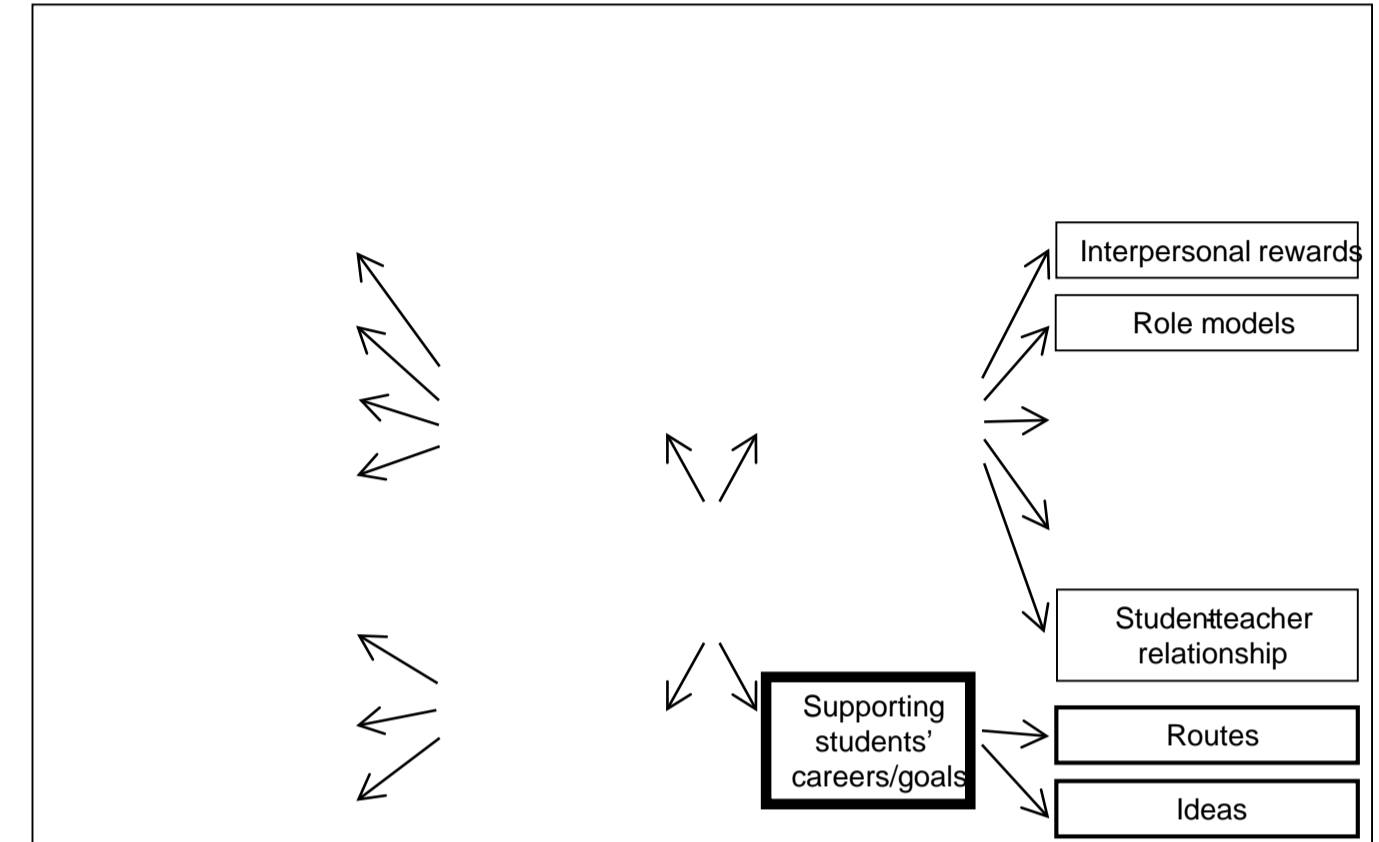 Interpersonal rewards
Role models
Student-teacher
relationship
Supporting
students’
careers/goals
Routes
Ideas